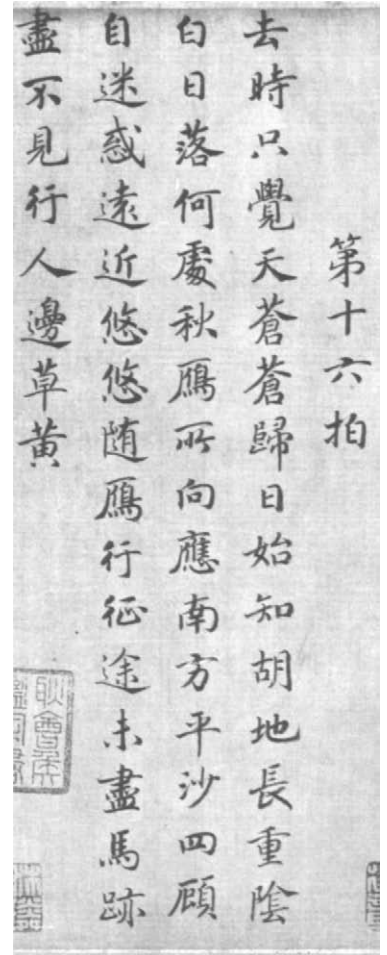 第十六拍
去時只覺天蒼蒼歸日始知胡地長重陰
白日落何處秋鴈所向應南方平沙四顧
自迷惑遠近悠悠随鴈行征途未盡馬跡
盡不見行人邊草黄